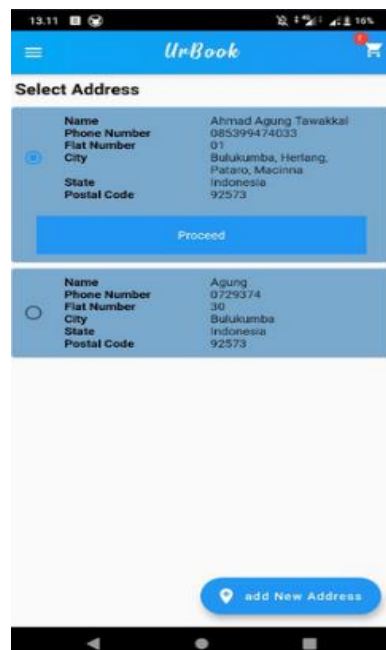 13.11 16%
UrBook
Select Address
Name Ahmad Agung Tawakkal
Phone Number 085399474033
Flat Number 01
City Bulukumba, Herlang,
Pataro, Macinna
State Indonesia
Postal Code 92573
Proceed
Name Agung
Phone Number 0729374
Flat Number 30
City Bulukumba
State Indonesia
Postal Code 92573
add New Address